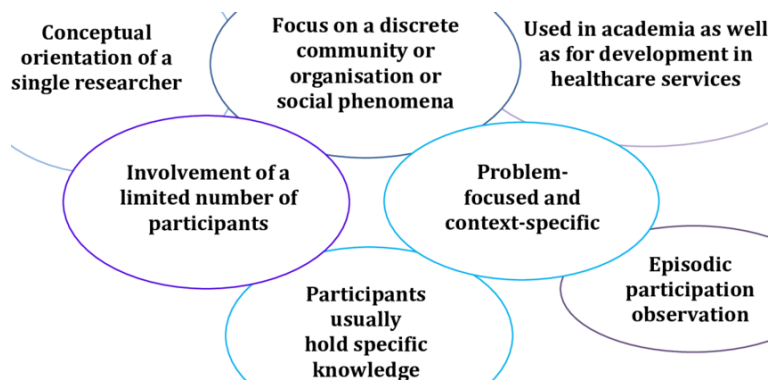 Conceptual
orientation of a
single researcher
Focus on a discrete
community or
organisation or
social phenomena
Used in academia as well
as for development in
healthcare services
Involvement of a
limited number of
participants
Problem-
focused and
context-specific
Participants
usually
hold specific
knowledge
Episodic
participation
observation